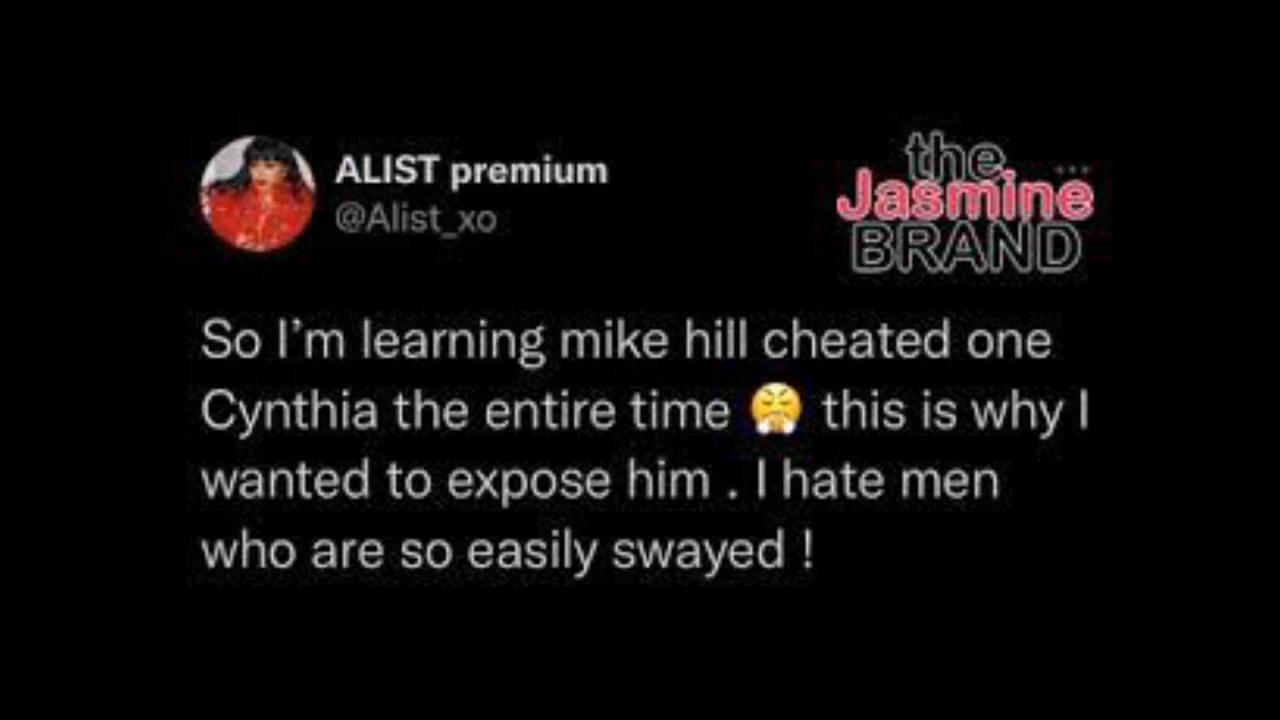 ALIST premium
@Alist_xo
the
Jasmine
BRAND
So I’m learning mike hill cheated one
Cynthia the entire time 😤 this is why I
wanted to expose him . I hate men
who are so easily swayed !